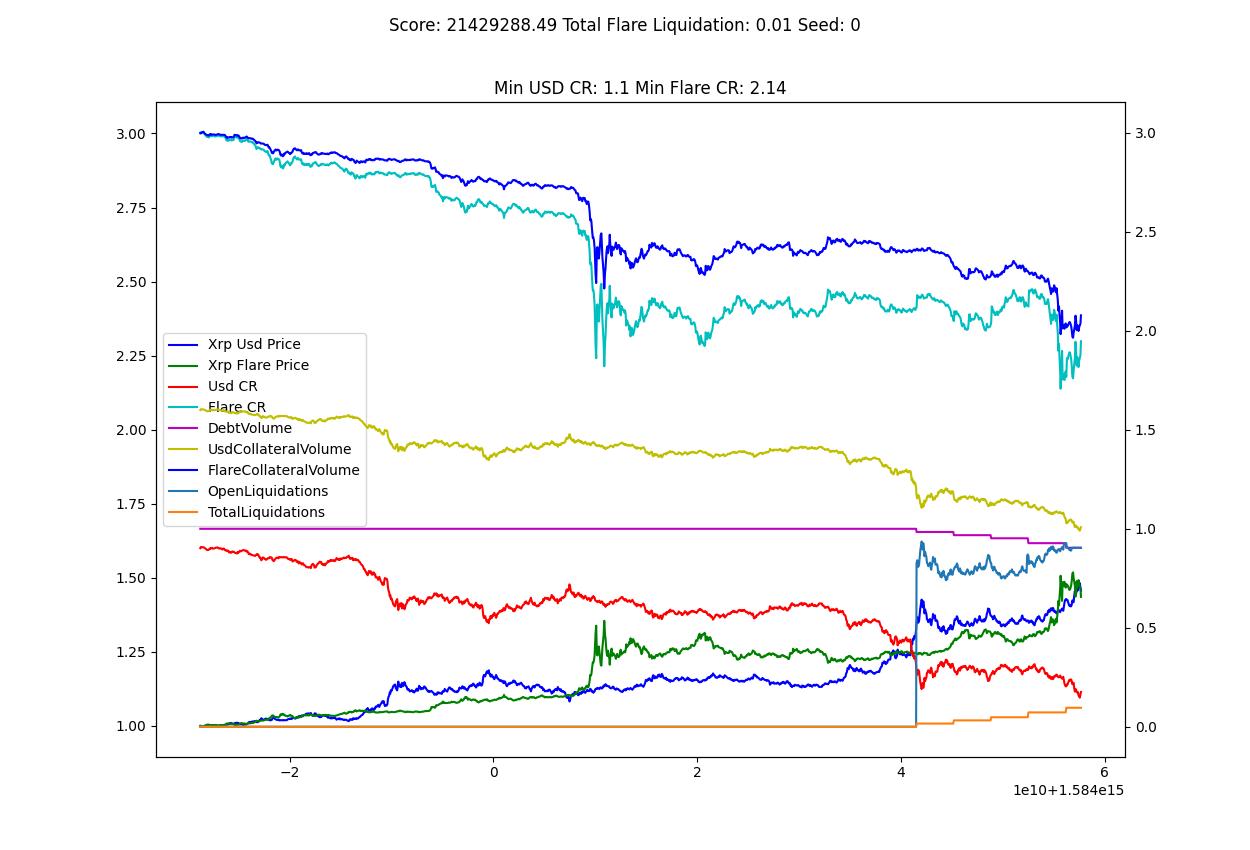 Score: 21429288.49 Total Flare Liquidation: 0.01 Seed: 0
Min USD CR: 1.1 Min Flare CR: 2.14
3.00
2.75
2.50
2.25
2.00
1.75
1.50
1.25
1.00
3.0
2.5
2.0
1.5
1.0
0.5
0.0
Xrp Usd Price
Xrp Flare Price
Usd CR
Flare CR
DebtVolume
UsdCollateralVolume
FlareCollateralVolume
OpenLiquidations
TotalLiquidations
−2 0 2 4 6
1e10+1.584e15